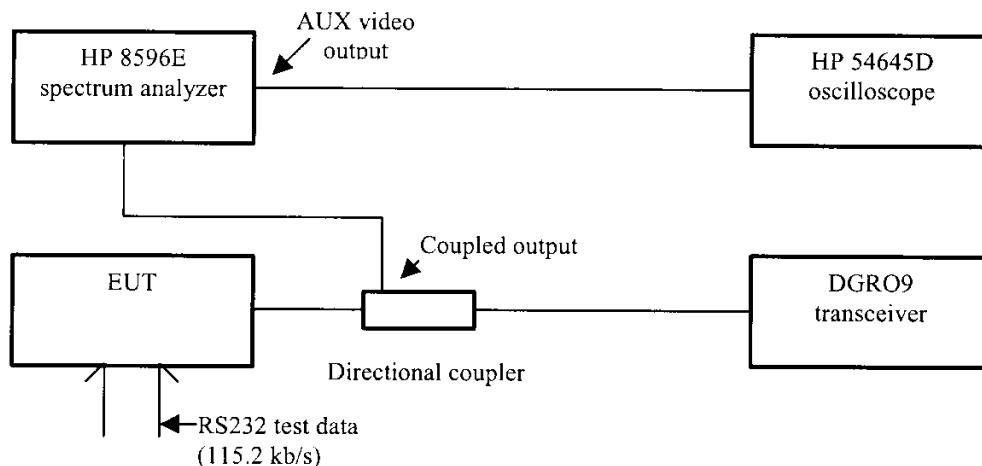 AUX video
output
HP 8596E
spectrum analyzer
HP 54645D
oscilloscope
Coupled output
EUT
DGRO9
transceiver
Directional coupler
RS232 test data
(115.2 kb/s)